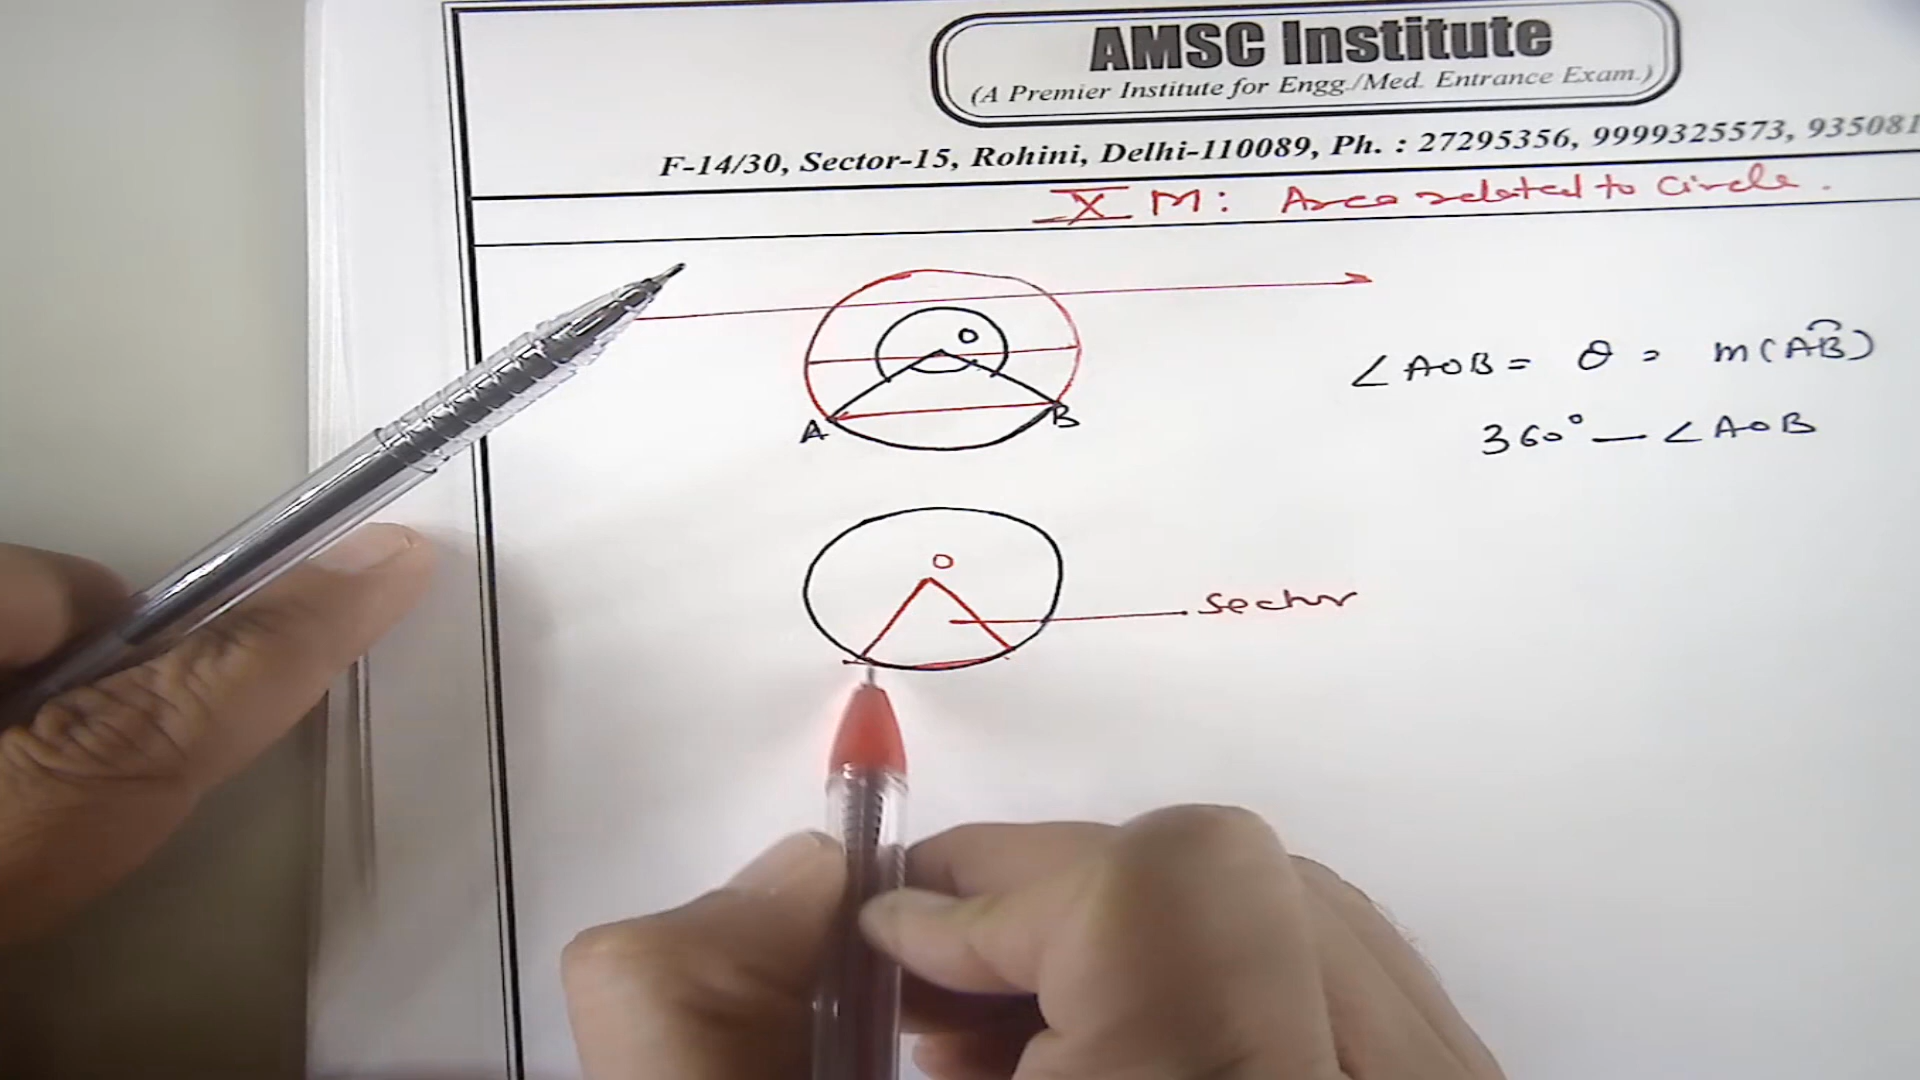 AMSC Institute
(A Premier Institute for Engg./Med. Entrance Exam.)
F-14/30, Sector-15, Rohini, Delhi-110089, Ph. : 27295356, 9999325573, 935081
X M: Area related to Circle.
O
A B
∠AOB = θ = m(A͡B)
360° — ∠AOB
O
Sector